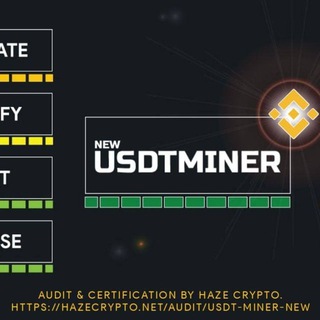 ATE
FY
T
SE
NEW
USDTMINER
AUDIT & CERTIFICATION BY HAZE CRYPTO.
HTTPS://HAZECRYPTO.NET/AUDIT/USDT-MINER-NEW